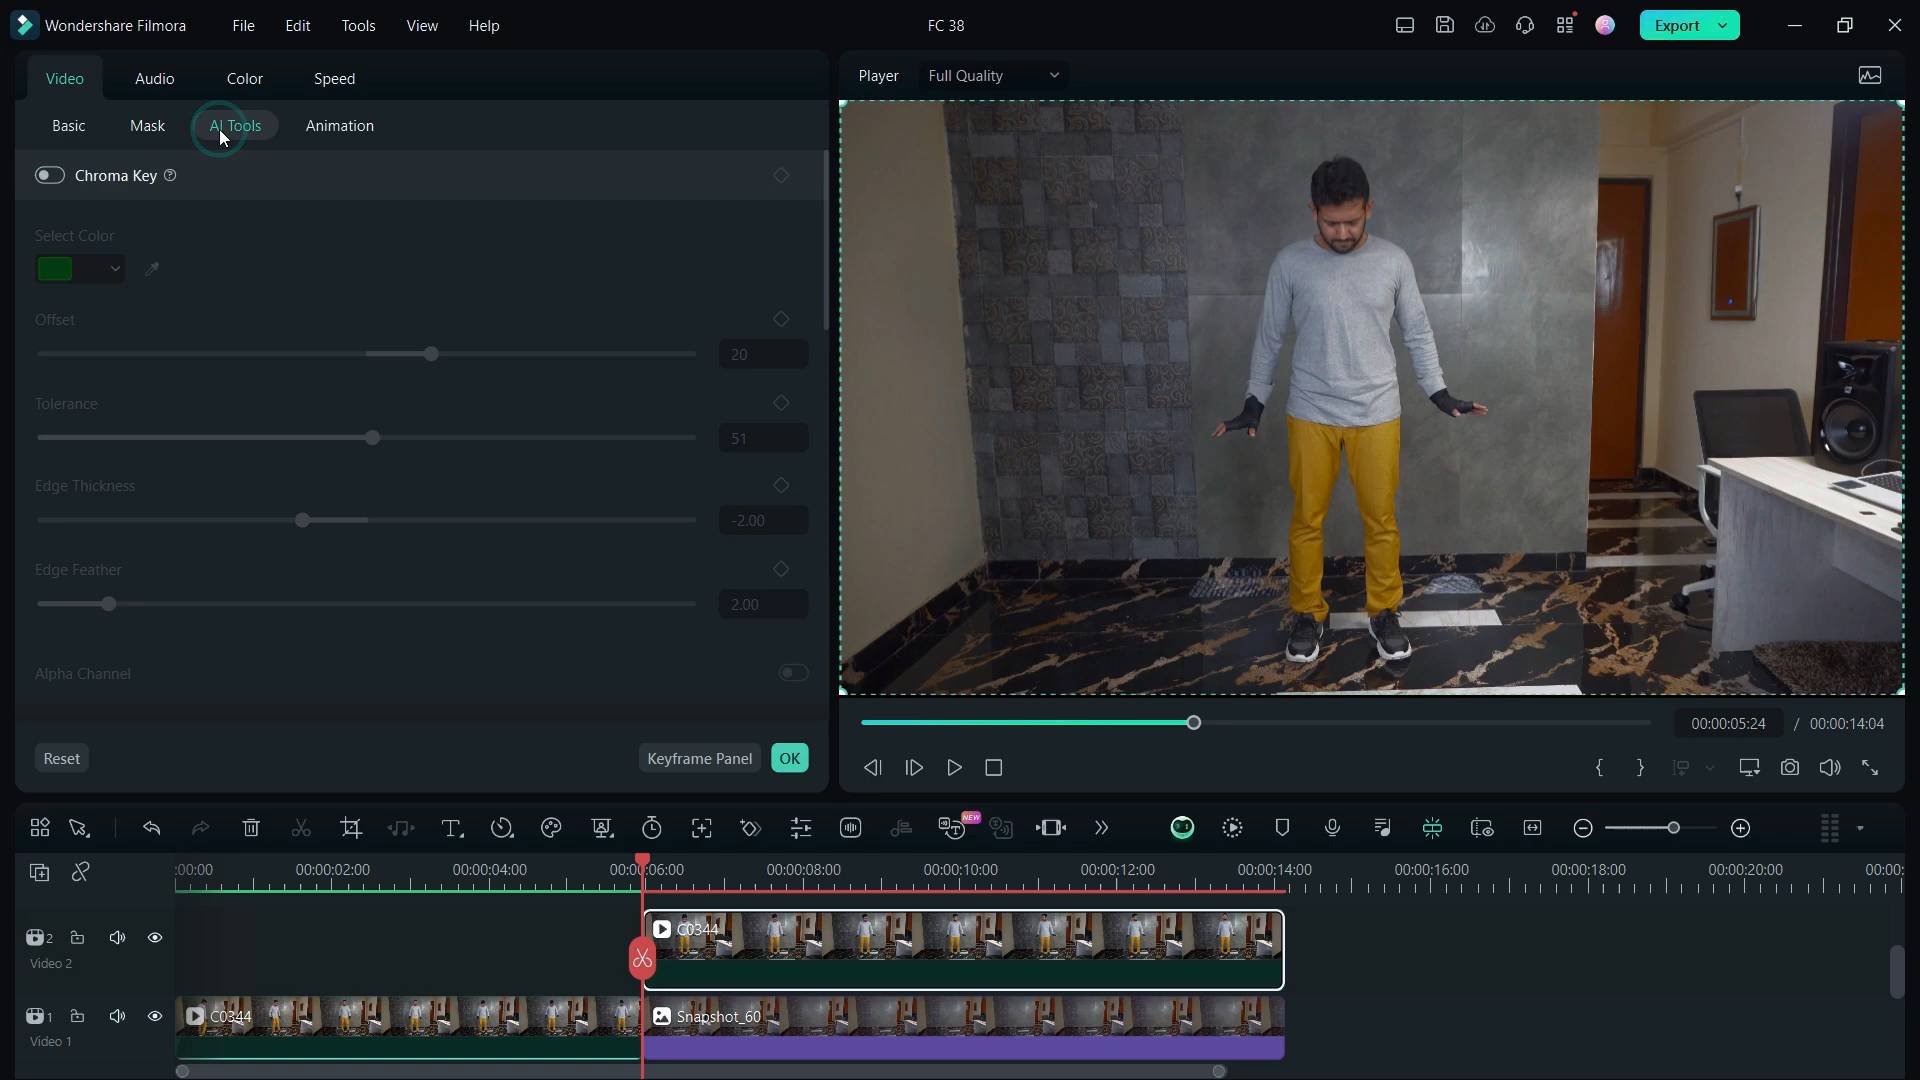 Wondershare Filmora File Edit Tools View Help FC 38 Export
Video Audio Color Speed
Basic Mask AI Tools Animation
Chroma Key
Select Color
Offset
20
Tolerance
51
Edge Thickness
-2.00
Edge Feather
2.00
Alpha Channel
Reset Keyframe Panel OK
Player Full Quality
00:00:05:24 / 00:00:14:04
NEW
:00:00 00:00:02:00 00:00:04:00 00:00:06:00 00:00:08:00 00:00:10:00 00:00:12:00 00:00:14:00 00:00:16:00 00:00:18:00 00:00:20:00 00:00:
2
Video 2
C0344
1
Video 1
C0344
Snapshot_60